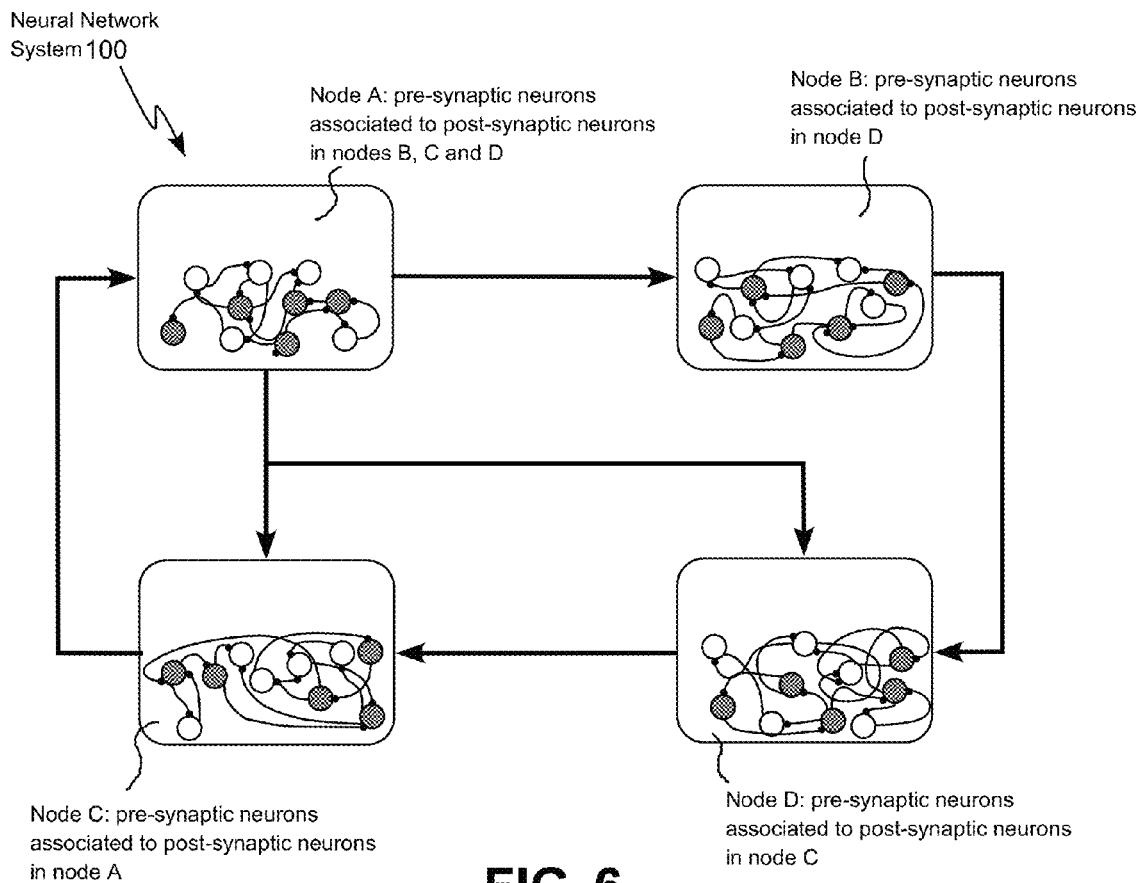 Neural Network
System 100
Node A: pre-synaptic neurons
associated to post-synaptic neurons
in nodes B, C and D
Node B: pre-synaptic neurons
associated to post-synaptic neurons
in node D
Node C: pre-synaptic neurons
associated to post-synaptic neurons
in node A
Node D: pre-synaptic neurons
associated to post-synaptic neurons
in node C
FIG. 6